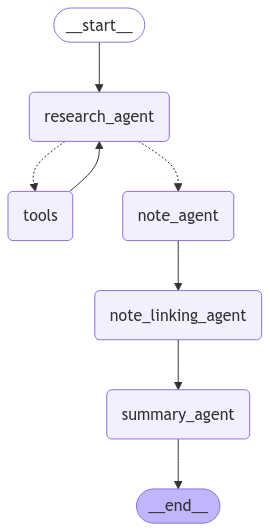 __start__
research_agent
tools
note_agent
note_linking_agent
summary_agent
__end__